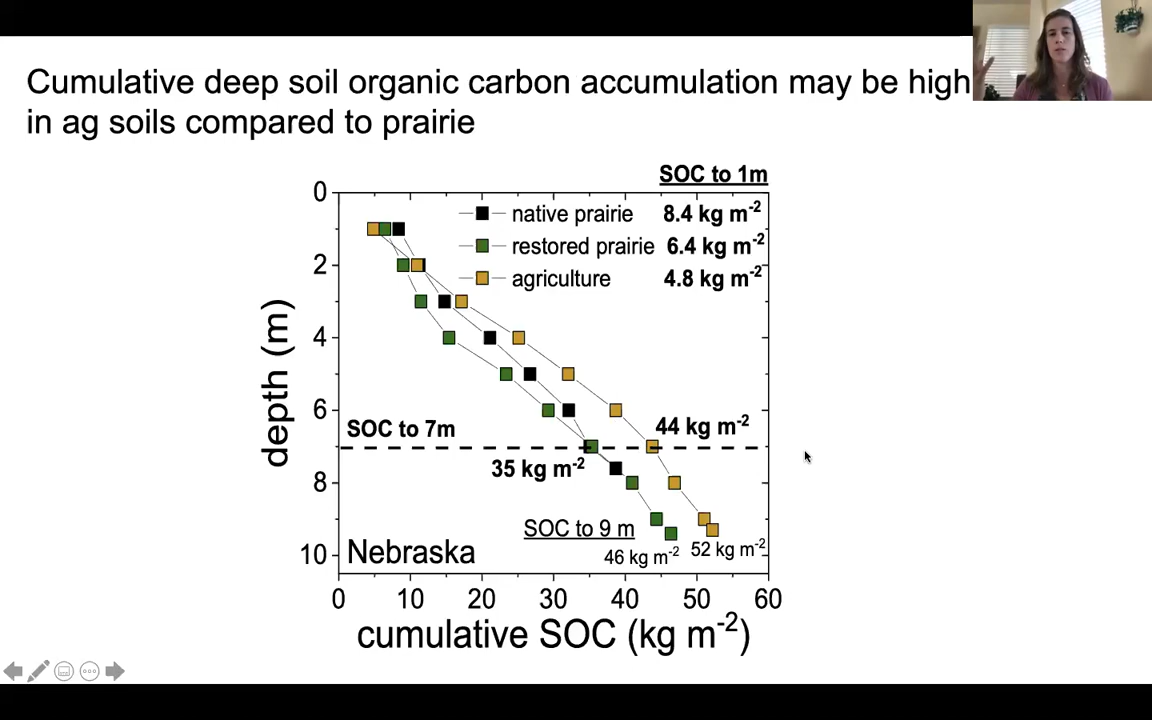 Cumulative deep soil organic carbon accumulation may be high
in ag soils compared to prairie
SOC to 1m
native prairie 8.4 kg m⁻²
restored prairie 6.4 kg m⁻²
agriculture 4.8 kg m⁻²
0
2
4
6
8
10
depth (m)
SOC to 7m
44 kg m⁻²
35 kg m⁻²
SOC to 9 m
46 kg m⁻²
52 kg m⁻²
Nebraska
0 10 20 30 40 50 60
cumulative SOC (kg m⁻²)